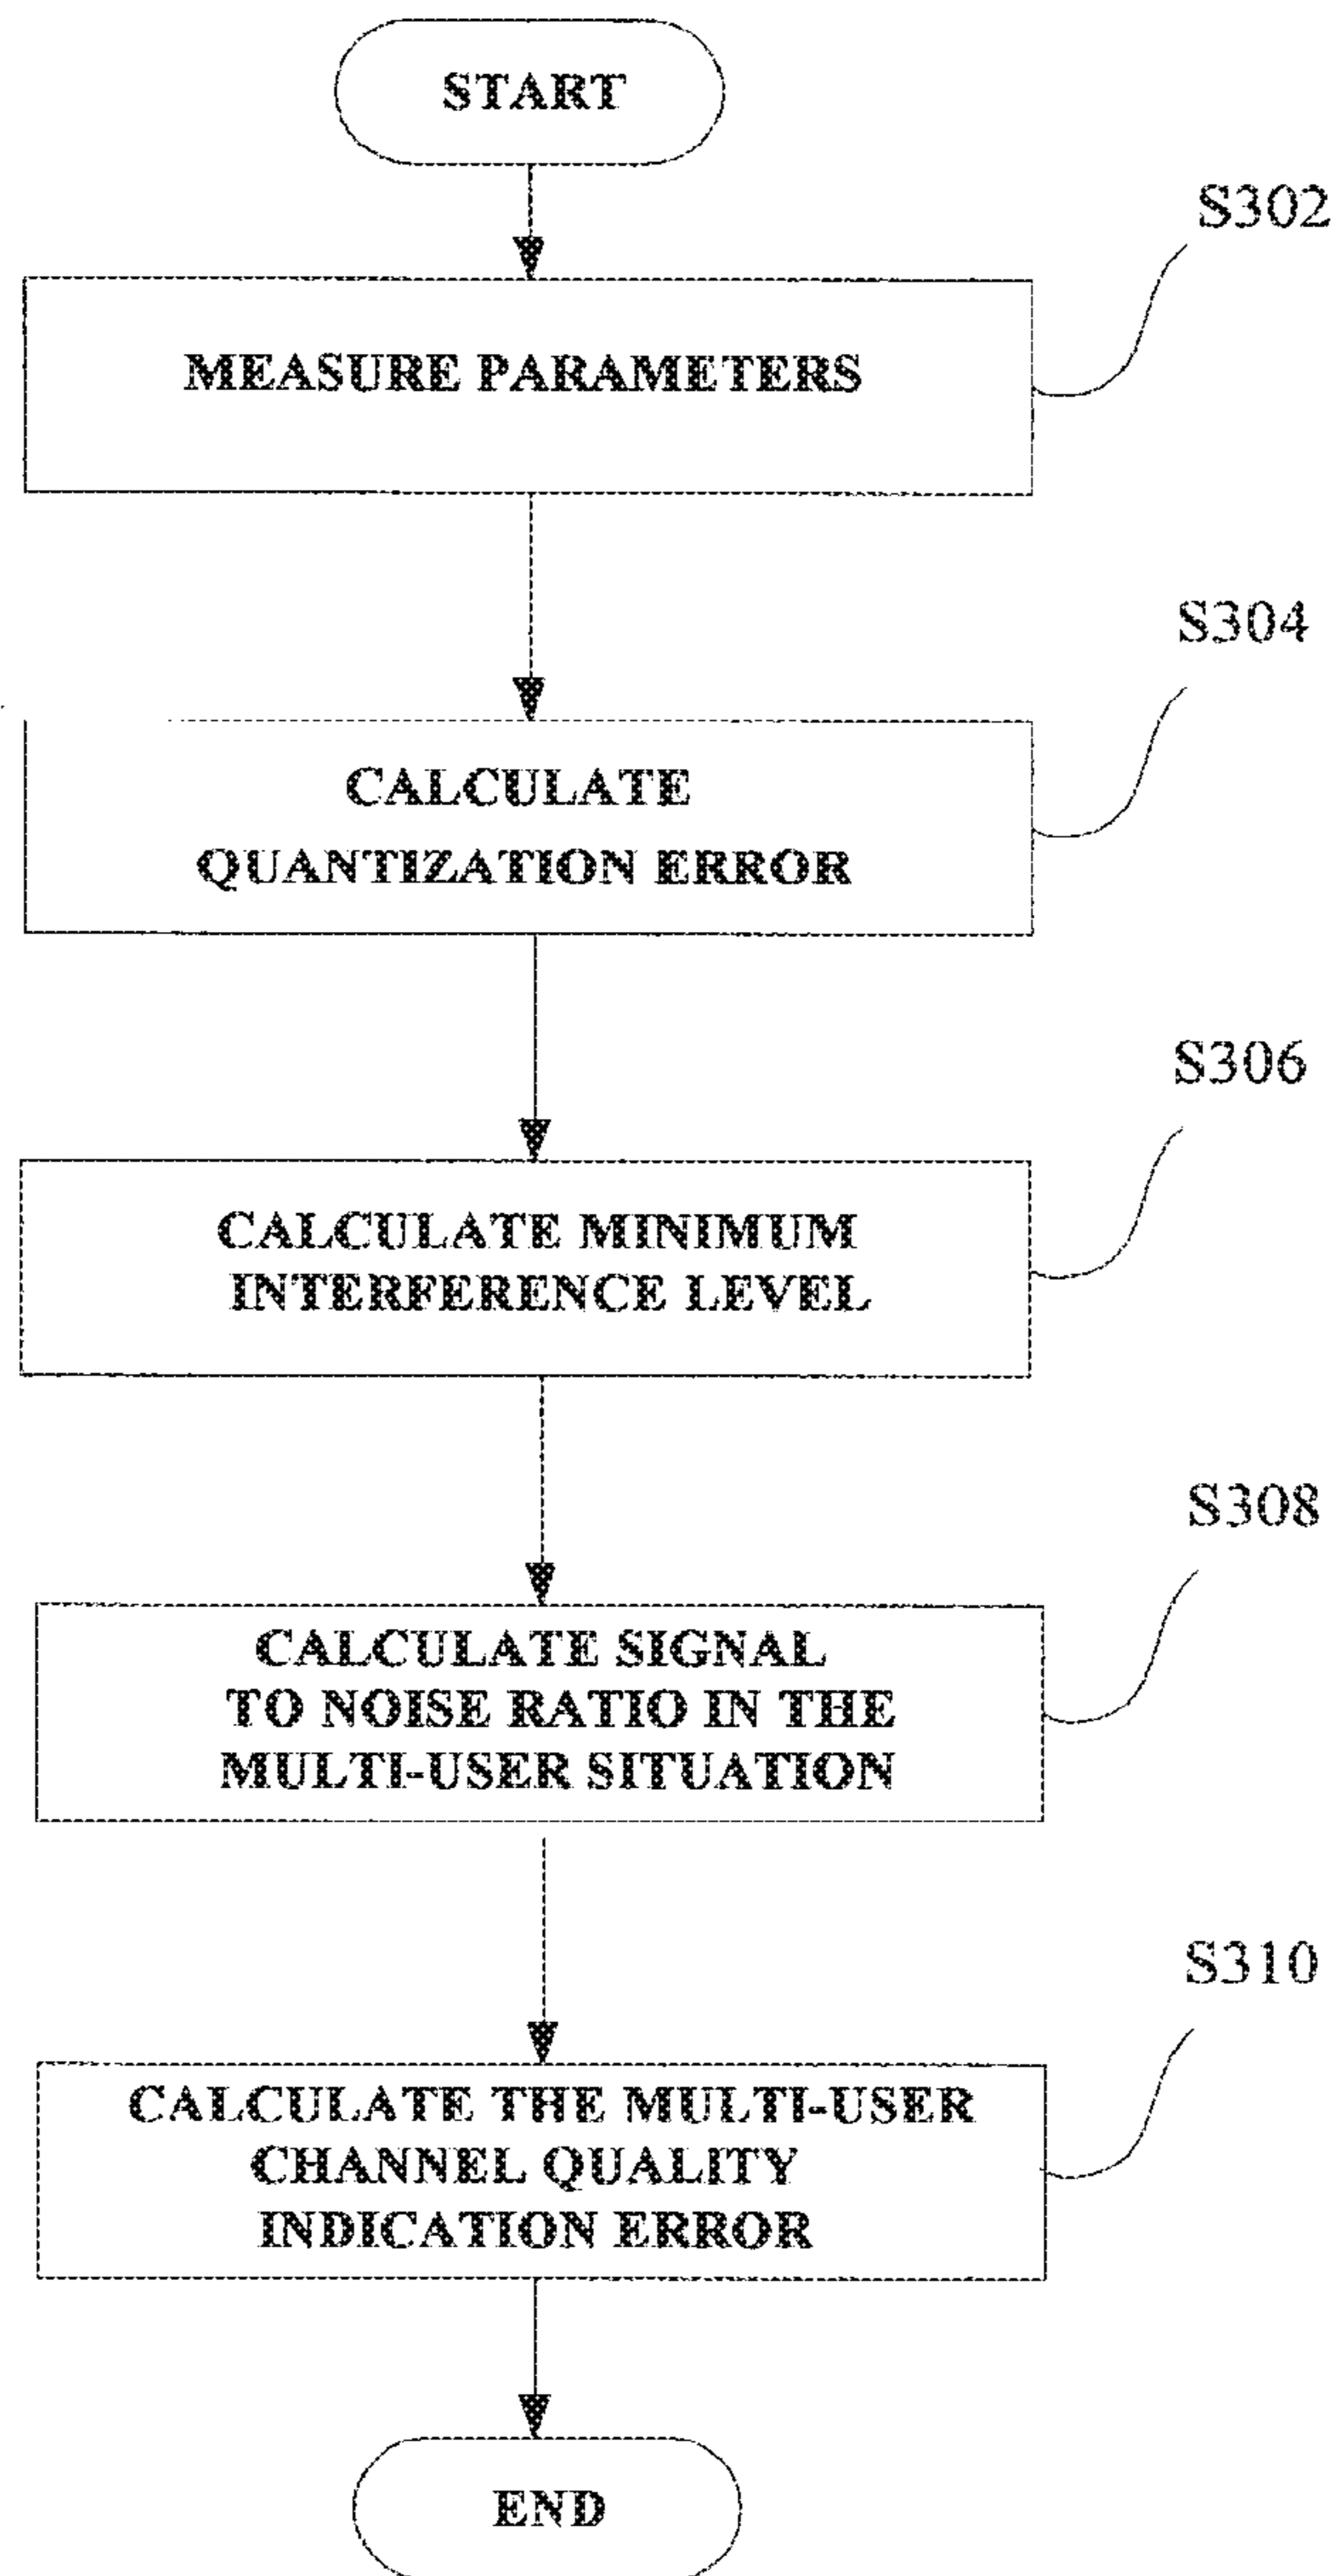 START
S302
MEASURE PARAMETERS
S304
CALCULATE
QUANTIZATION ERROR
S306
CALCULATE MINIMUM
INTERFERENCE LEVEL
S308
CALCULATE SIGNAL
TO NOISE RATIO IN THE
MULTI-USER SITUATION
S310
CALCULATE THE MULTI-USER
CHANNEL QUALITY
INDICATION ERROR
END